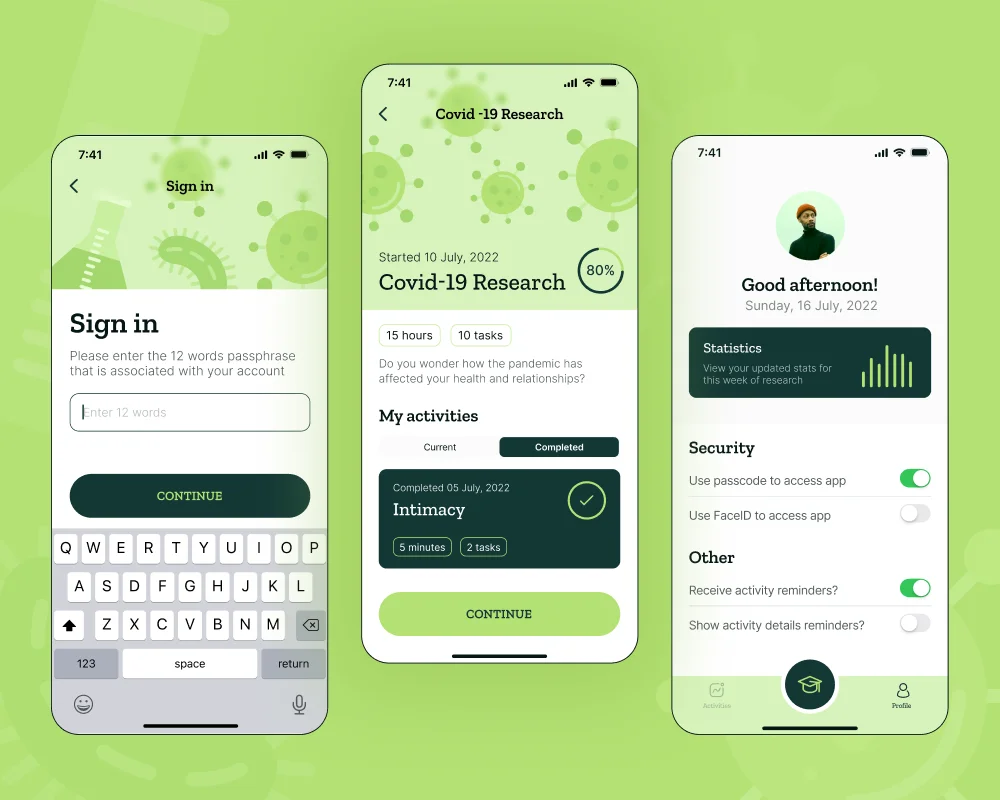 7:41
Sign in
Sign in
Please enter the 12 words passphrase
that is associated with your account
Enter 12 words
CONTINUE
Q W E R T Y U I O P
A S D F G H J K L
Z X C V B N M
123 space return
7:41
Covid -19 Research
Started 10 July, 2022
Covid-19 Research
80%
15 hours 10 tasks
Do you wonder how the pandemic has
affected your health and relationships?
My activities
Current Completed
Completed 05 July, 2022
Intimacy
5 minutes 2 tasks
CONTINUE
7:41
Good afternoon!
Sunday, 16 July, 2022
Statistics
View your updated stats for
this week of research
Security
Use passcode to access app
Use FaceID to access app
Other
Receive activity reminders?
Show activity details reminders?
Activities Profile